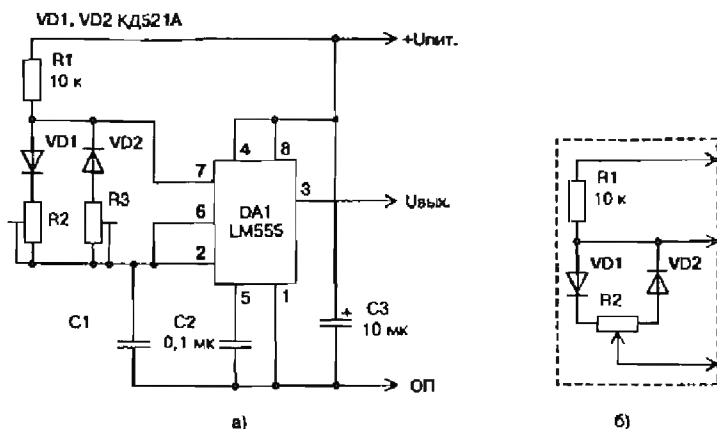 VD1, VD2 КД521А
+Uпит.
R1
10 к
VD1
VD2
4
8
7
3
Uвых.
6
DA1
LM555
R2
R3
2
5
1
C1
C2
0,1 мк
+
C3
10 мк
ОП
а)
R1
10 к
VD1
VD2
R2
б)